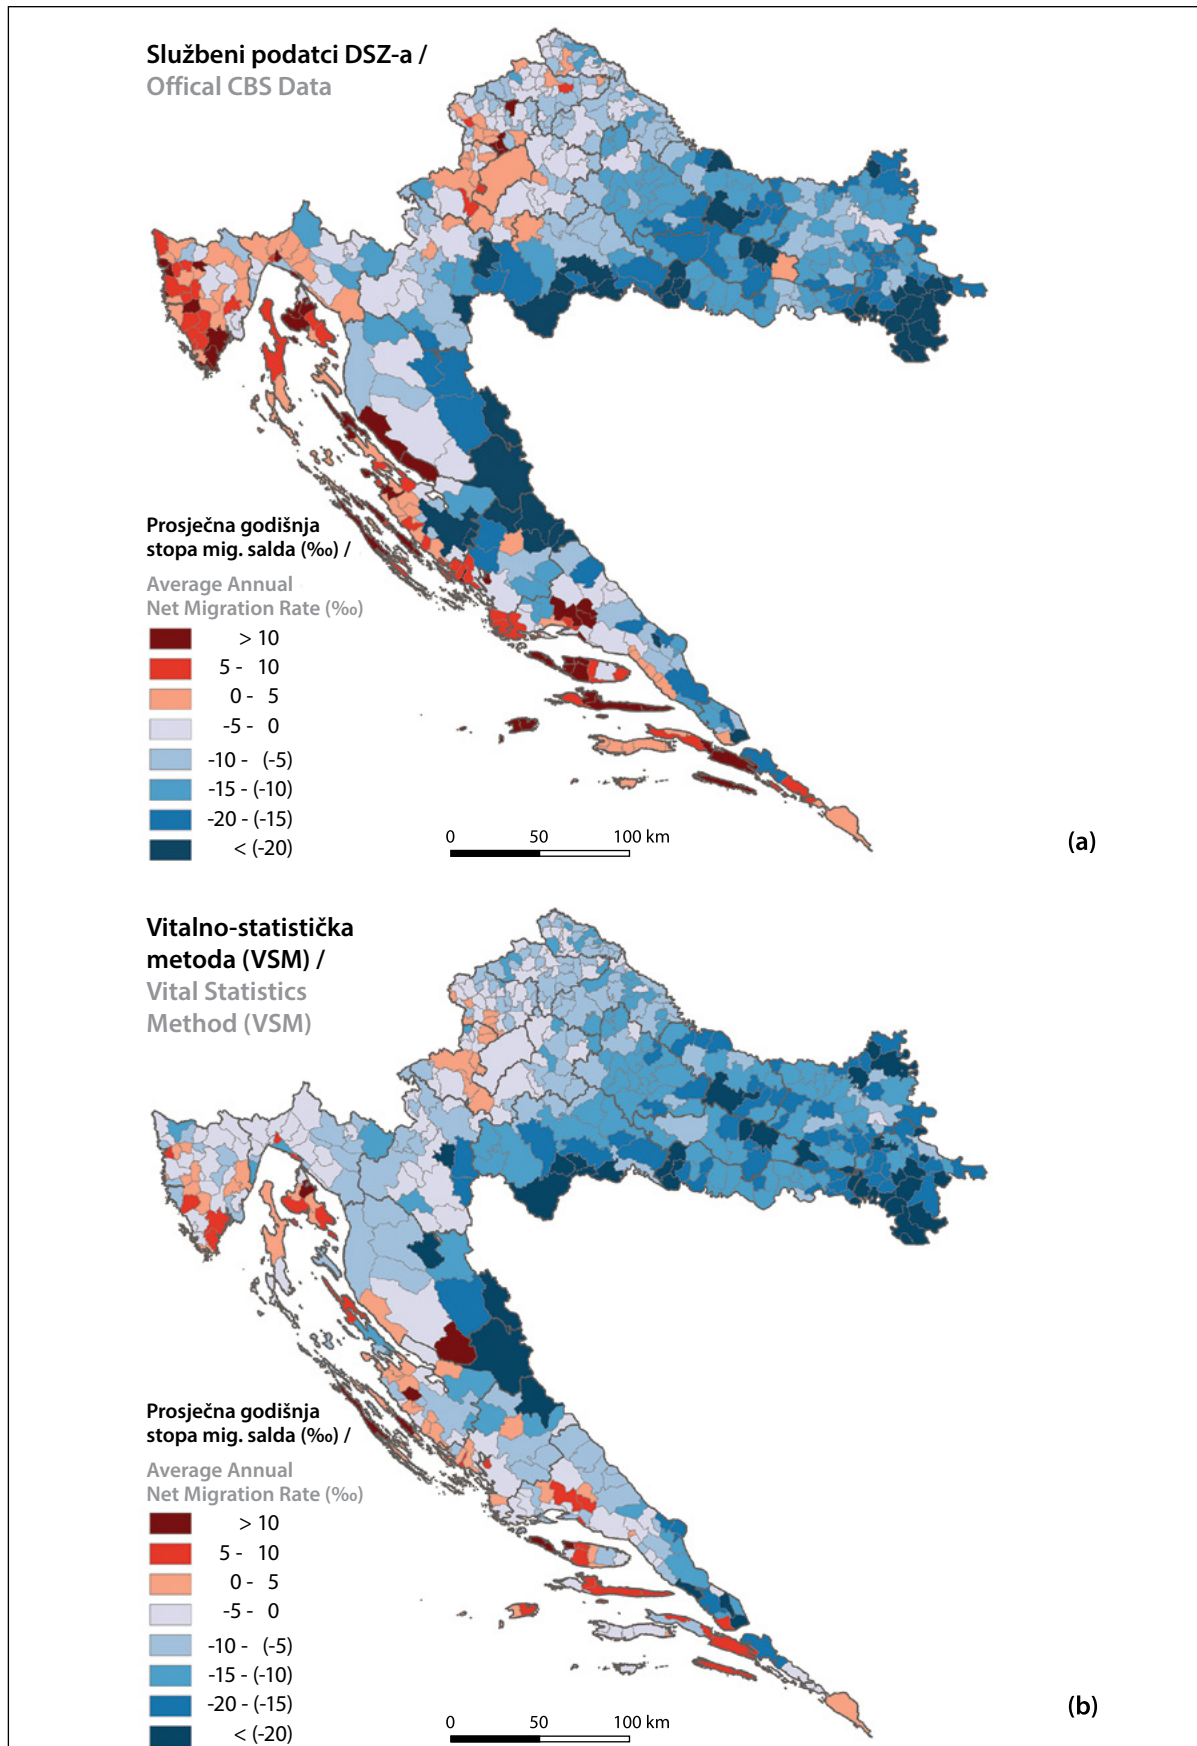 Službeni podatci DSZ-a /
Offical CBS Data
Prosječna godišnja
stopa mig. salda (‰) /
Average Annual
Net Migration Rate (‰)
> 10
5 - 10
0 - 5
-5 - 0
-10 - (-5)
-15 - (-10)
-20 - (-15)
< (-20)
0 50 100 km
(a)
Vitalno-statistička
metoda (VSM) /
Vital Statistics
Method (VSM)
Prosječna godišnja
stopa mig. salda (‰) /
Average Annual
Net Migration Rate (‰)
> 10
5 - 10
0 - 5
-5 - 0
-10 - (-5)
-15 - (-10)
-20 - (-15)
< (-20)
0 50 100 km
(b)